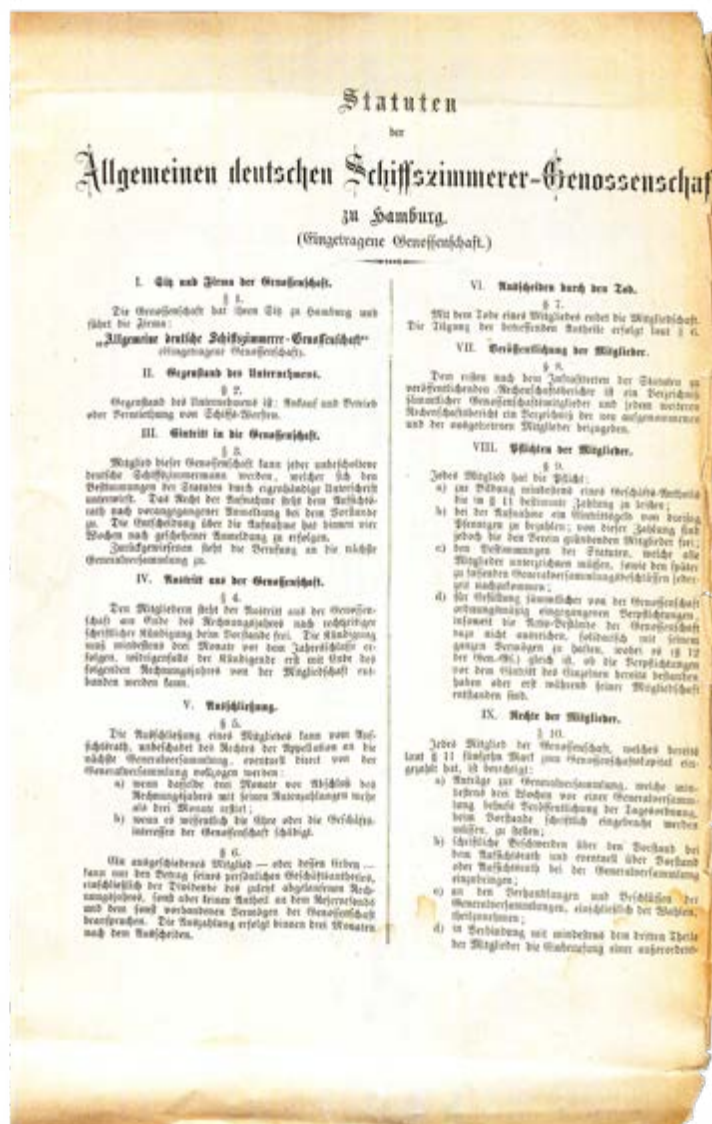 Statuten
der
Allgemeinen deutschen Schiffszimmerer-Genossenschaf
zu Hamburg.
(Eingetragene Genossenschaft.)
I. Sitz und Firma der Genossenschaft.
§ 1.
Die Genossenschaft hat ihren Sitz zu Hamburg und
führt die Firma:
„Allgemeine deutsche Schiffszimmerer-Genossenschaft"
(Eingetragene Genossenschaft).
II. Gegenstand des Unternehmens.
§ 2.
Gegenstand des Unternehmens ist: Ankauf und Betrieb
oder Vermiethung von Schiffs-Werften.
III. Eintritt in die Genossenschaft.
§ 3.
Mitglied dieser Genossenschaft kann jeder unbescholtene
deutsche Schiffszimmermann werden, welcher sich den
Bestimmungen der Statuten durch eigenhändige Unterschrift
unterwirft. Das Recht der Aufnahme steht dem Aufsichts-
rath nach vorangegangener Anmeldung bei dem Vorstande
zu. Die Entscheidung über die Aufnahme hat binnen vier
Wochen nach geschehener Anmeldung zu erfolgen.
Zurückgewiesenen steht die Berufung an die nächste
Generalversammlung zu.
IV. Austritt aus der Genossenschaft.
§ 4.
Den Mitgliedern steht der Austritt aus der Genossen-
schaft am Ende des Rechnungsjahres nach rechtzeitiger
schriftlicher Kündigung beim Vorstande frei. Die Kündigung
muß mindestens drei Monate vor dem Jahresschlusse er-
folgen, widrigenfalls der Kündigende erst mit Ende des
folgenden Rechnungsjahres von der Mitgliedschaft ent-
bunden werden kann.
V. Ausschließung.
§ 5.
Die Ausschließung eines Mitgliedes kann vom Auf-
sichtsrath, unbeschadet des Rechts der Appellation an die
nächste Generalversammlung, eventuell direct von der
Generalversammlung vollzogen werden:
a) wenn dasselbe drei Monate vor Abschluß des
Rechnungsjahres mit seinen Ratenzahlungen mehr
als drei Monate restirt;
b) wenn es wissentlich die Ehre oder die Geschäfts-
interessen der Genossenschaft schädigt.
§ 6.
Ein ausgeschiedenes Mitglied — oder dessen Erben —
kann nur den Betrag seines persönlichen Geschäftsantheiles,
einschließlich der Dividende des zuletzt abgelaufenen Rech-
nungsjahres, sonst aber keinen Antheil an dem Reservefonds
und dem sonst vorhandenen Vermögen der Genossenschaft
beanspruchen. Die Auszahlung erfolgt binnen drei Monaten
nach dem Ausscheiden.
VI. Ausscheiden durch den Tod.
§ 7.
Mit dem Tode eines Mitgliedes endet die Mitgliedschaft.
Die Tilgung der betreffenden Antheile erfolgt laut § 6.
VII. Veröffentlichung der Mitglieder.
§ 8.
Dem ersten nach dem Inkrafttreten der Statuten zu
veröffentlichenden Rechenschaftsberichte ist ein Verzeichniß
sämmtlicher Genossenschaftsmitglieder und jedem weiteren
Rechenschaftsbericht ein Verzeichniß der neu aufgenommenen
und der ausgetretenen Mitglieder beizugeben.
VIII. Pflichten der Mitglieder.
§ 9.
Jedes Mitglied hat die Pflicht:
a) zur Bildung mindestens eines Geschäfts-Antheils
die im § 11 bestimmte Zahlung zu leisten;
b) bei der Aufnahme ein Eintrittsgeld von dreißig
Pfennigen zu bezahlen; von dieser Zahlung sind
jedoch die den Verein gründenden Mitglieder frei;
c) den Bestimmungen der Statuten, welche alle
Mitglieder unterzeichnen müssen, sowie den später
zu fassenden Generalversammlungsbeschlüssen jeder-
zeit nachzukommen;
d) für Erfüllung sämmtlicher von der Genossenschaft
ordnungsmäßig eingegangenen Verpflichtungen,
insoweit die Activ-Bestände der Genossenschaft
dazu nicht ausreichen, solidarisch mit seinem
ganzen Vermögen zu haften, wobei es (§ 12
der Gen.-Ges.) gleich ist, ob die Verpflichtungen
vor dem Eintritt des Einzelnen bereits bestanden
haben oder erst während seiner Mitgliedschaft
entstanden sind.
IX. Rechte der Mitglieder.
§ 10.
Jedes Mitglied der Genossenschaft, welches bereits
laut § 11 fünfzehn Mark zum Genossenschaftskapital ein-
gezahlt hat, ist berechtigt:
a) Anträge zur Generalversammlung, welche min-
destens drei Wochen vor einer Generalversamm-
lung behufs Veröffentlichung der Tagesordnung,
beim Vorstande schriftlich eingebracht werden
müssen, zu stellen;
b) schriftliche Beschwerden über den Vorstand bei
dem Aufsichtsrath und eventuell über Vorstand
oder Aufsichtsrath bei der Generalversammlung
einzubringen;
c) an den Verhandlungen und Beschlüssen der
Generalversammlungen, einschließlich der Wahlen,
theilzunehmen;
d) in Verbindung mit mindestens dem dritten Theile
der Mitglieder die Einberufung einer außerordent-